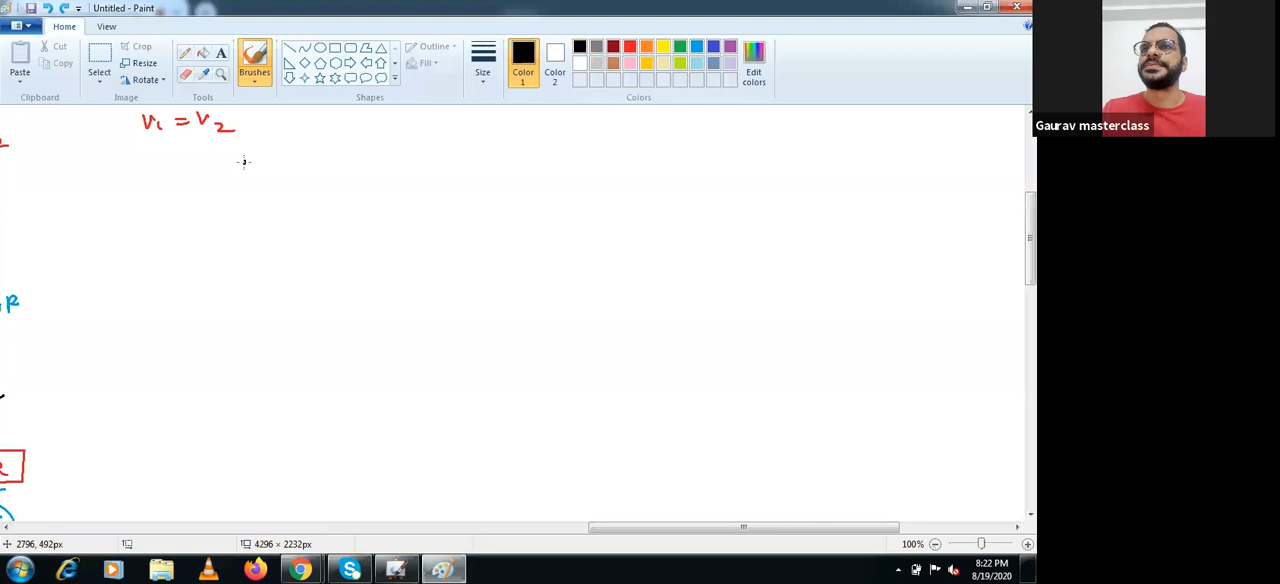 Untitled - Paint
Home
View
Paste
Cut
Copy
Clipboard
Select
Crop
Resize
Rotate
Image
Tools
Brushes
Shapes
Outline
Fill
Size
Color
1
Color
2
Edit
colors
Colors
V₁ = V₂
R
Gaurav masterclass
2796, 492px
4296 × 2232px
100%
8:22 PM
8/19/2020